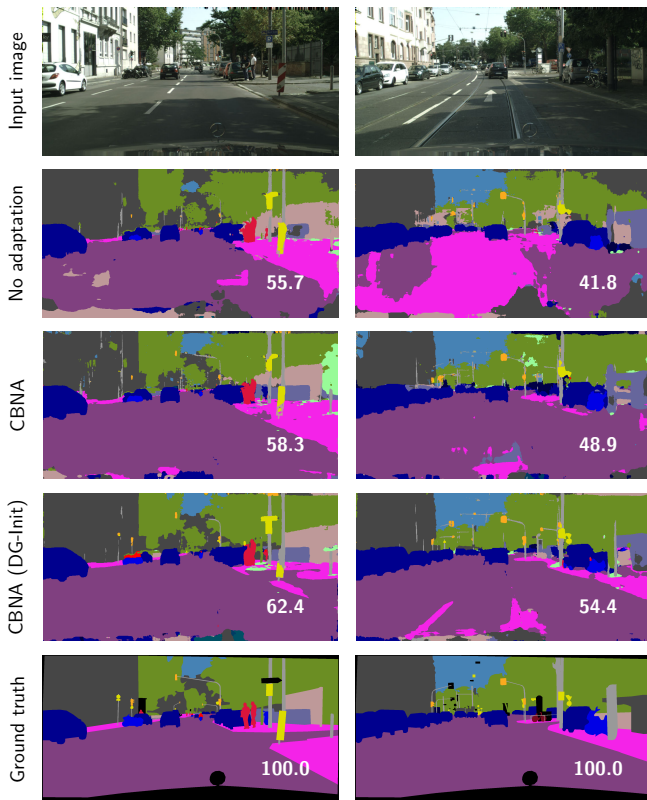 Input image
No adaptation
55.7
41.8
CBNA
58.3
48.9
CBNA (DG-Init)
62.4
54.4
Ground truth
100.0
100.0